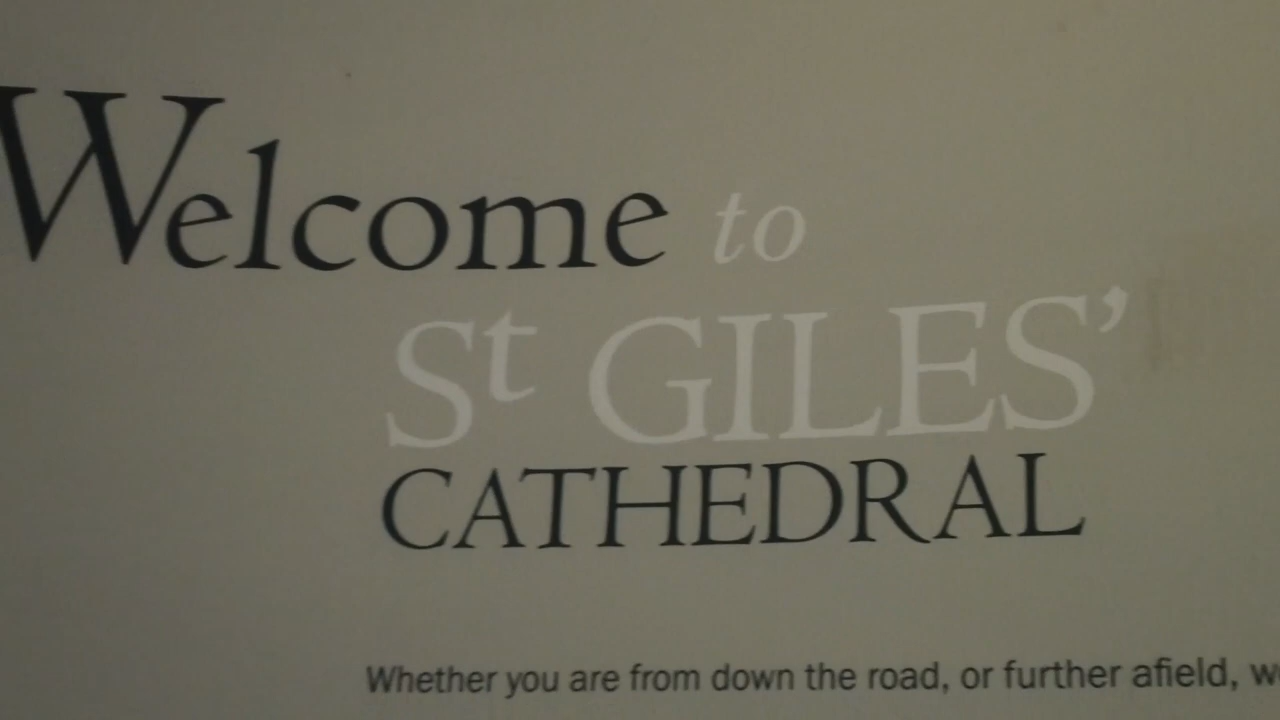 Welcome to
St GILES'
CATHEDRAL
Whether you are from down the road, or further afield,